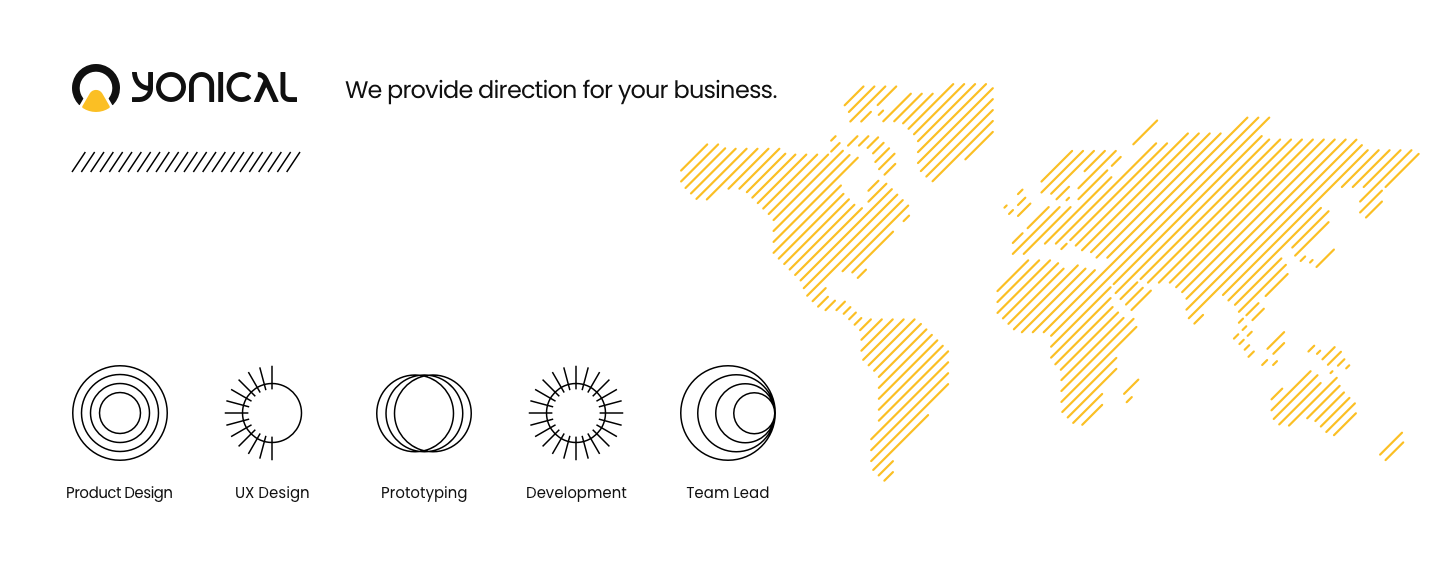 YONICAL
We provide direction for your business.
Product Design
UX Design
Prototyping
Development
Team Lead